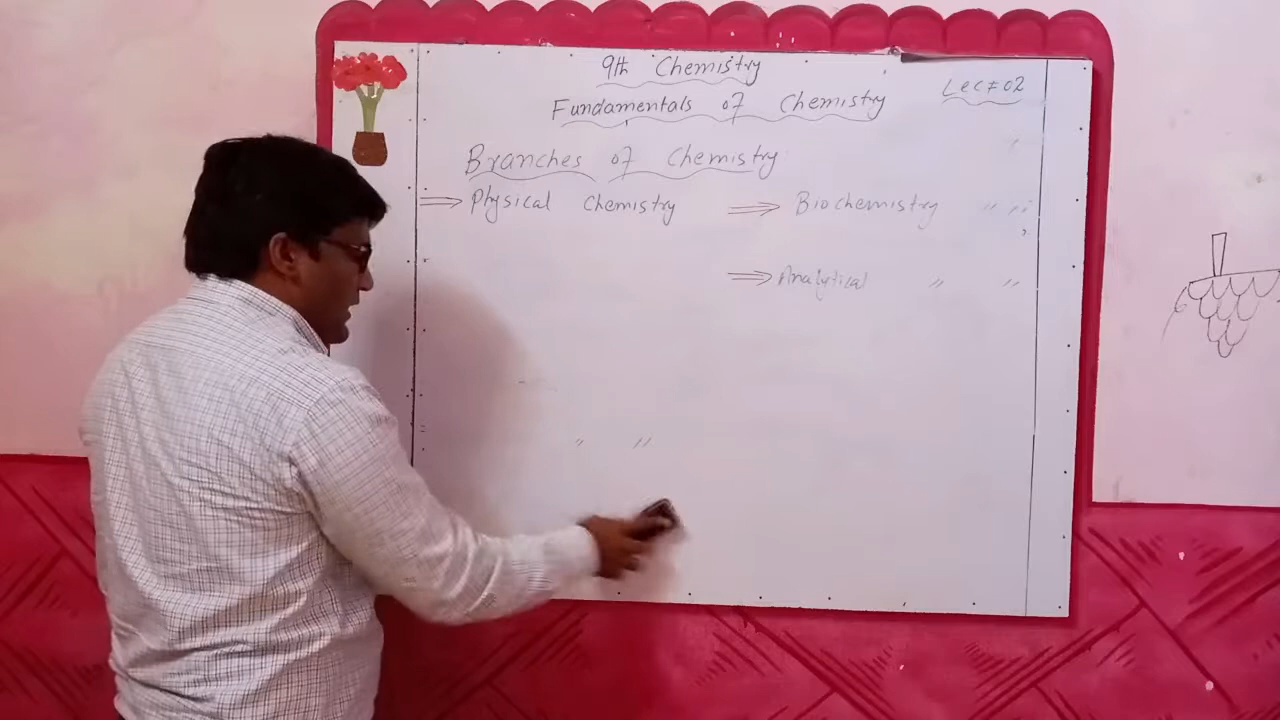 9th Chemistry
Fundamentals of Chemistry
Lec # 02
Branches of Chemistry
⇒ Physical Chemistry
⇒ Biochemistry " "
⇒ Analytical " "
" "